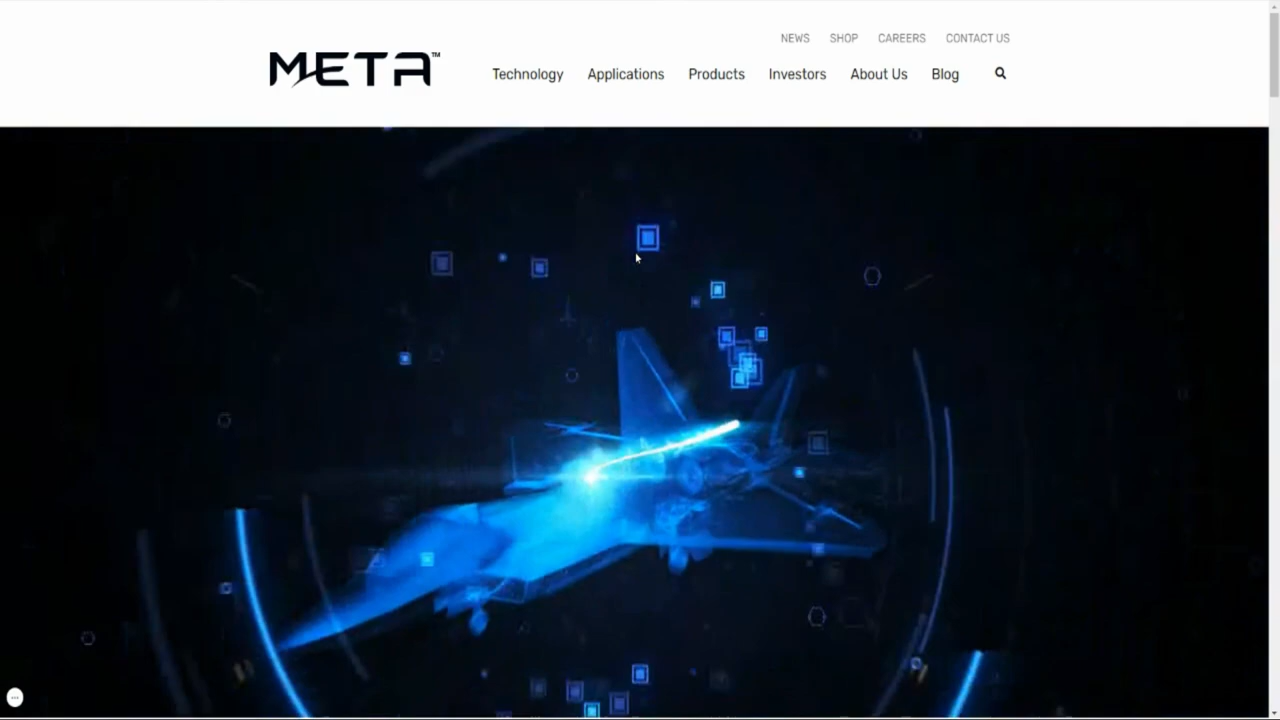 NEWS SHOP CAREERS CONTACT US
META™
Technology Applications Products Investors About Us Blog